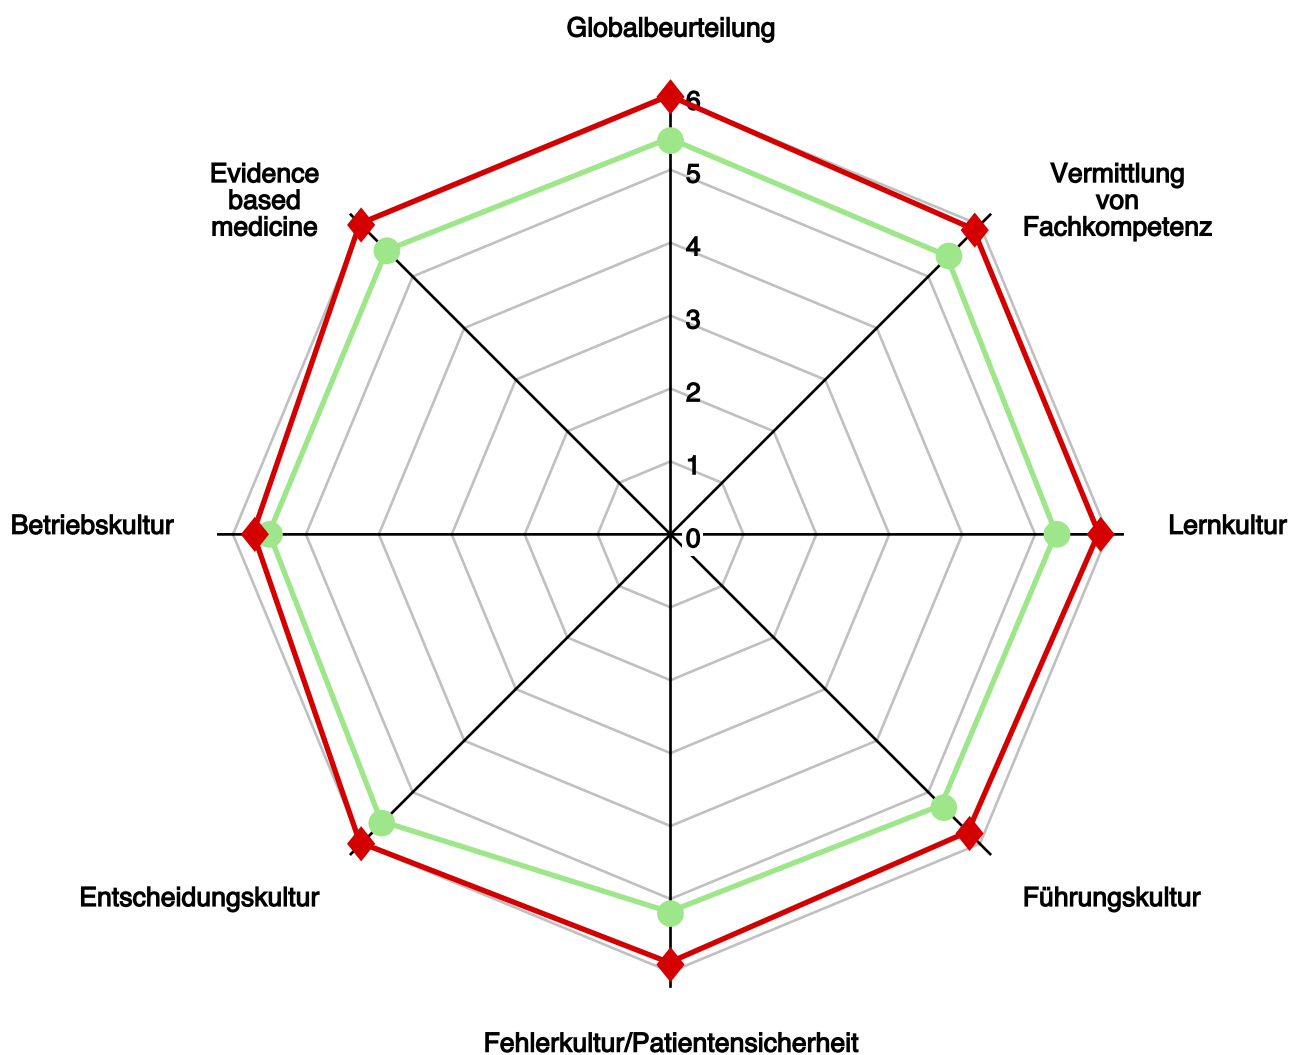 Globalbeurteilung
6
Evidence
based
medicine
Vermittlung
von
Fachkompetenz
5
4
3
2
1
0
Betriebskultur
Lernkultur
Entscheidungskultur
Führungskultur
Fehlerkultur/Patientensicherheit